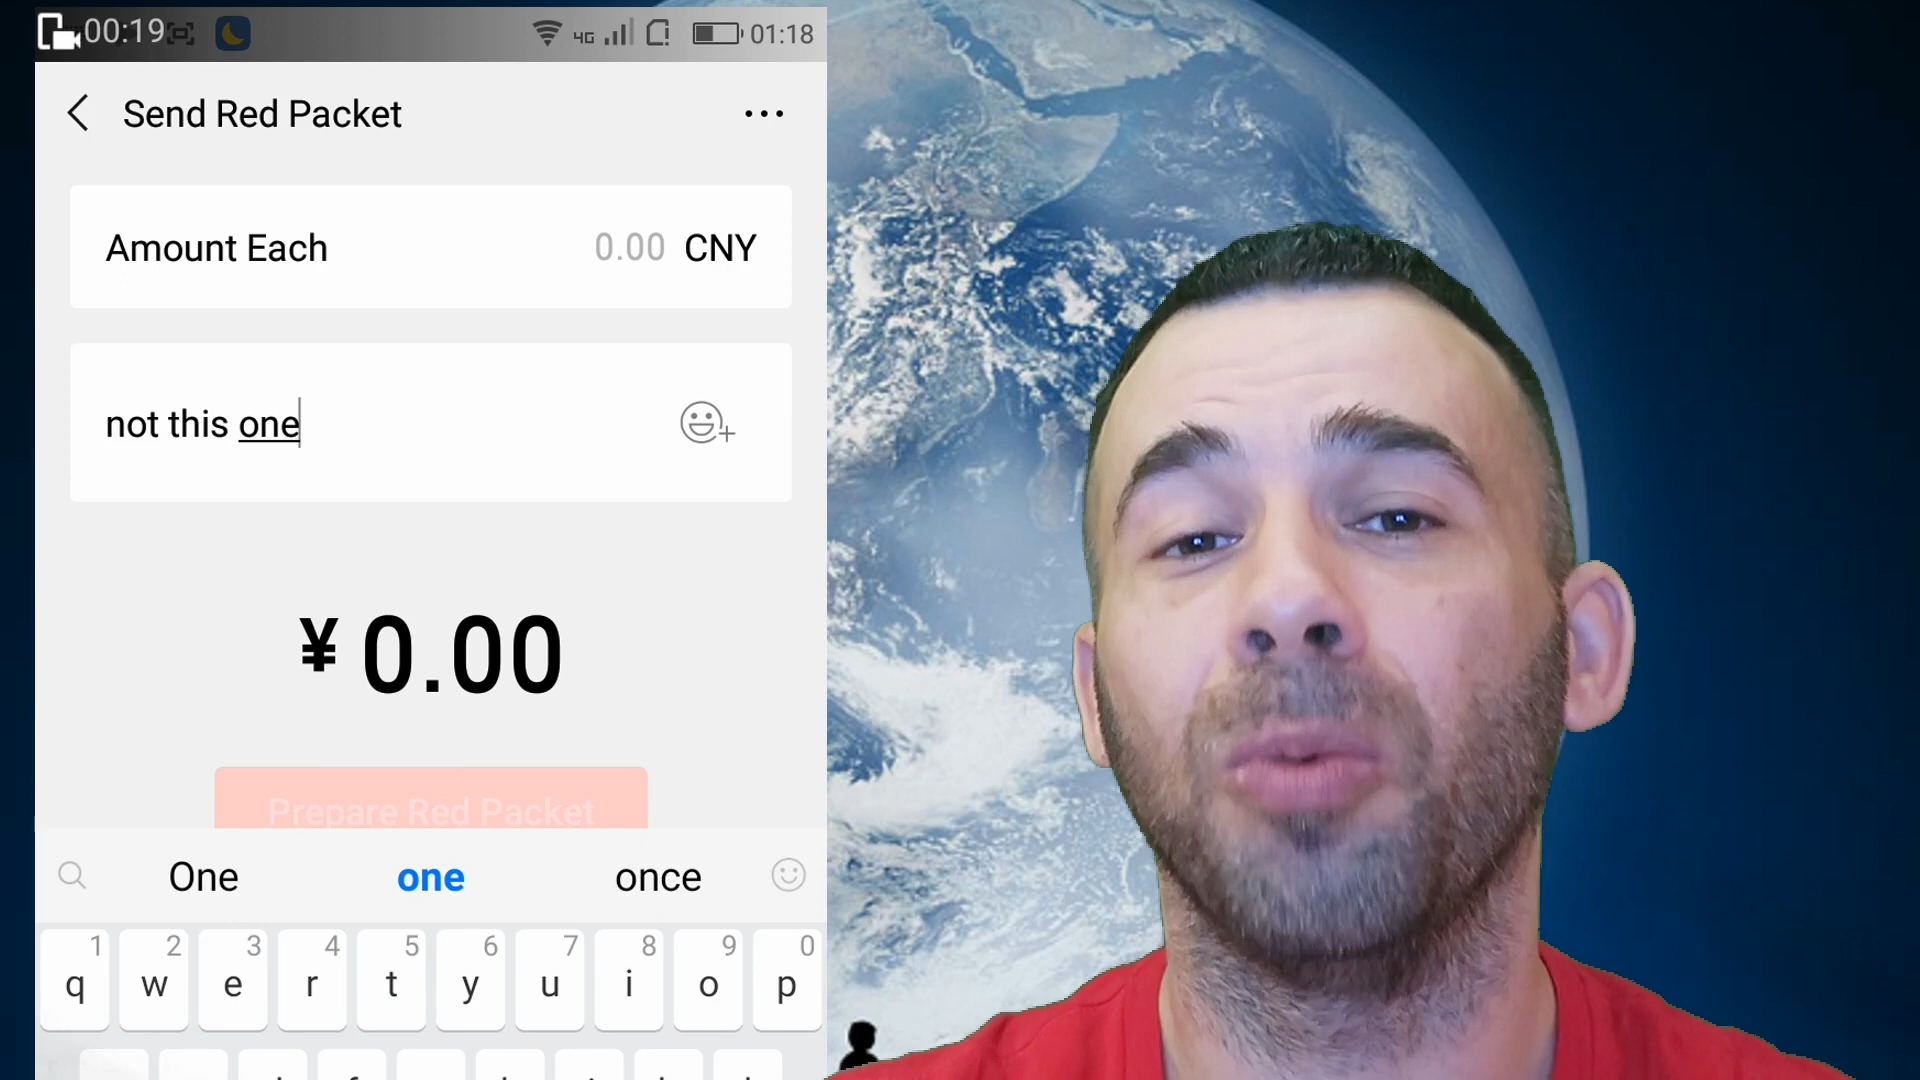 00:19 4G 01:18
Send Red Packet
Amount Each 0.00 CNY
not this one
¥ 0.00
Prepare Red Packet
One one once
1 2 3 4 5 6 7 8 9 0
q w e r t y u i o p